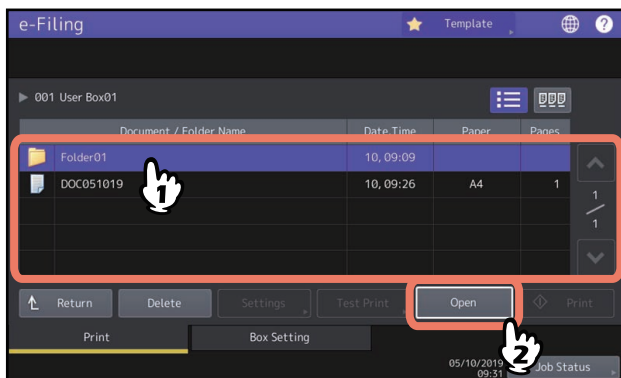 e-Filing Template ?
001 User Box01
Document / Folder Name Date,Time Paper Pages
Folder01 10, 09:09
DOC051019 10, 09:26 A4 1
1
1
1
Return Delete Settings Test Print Open Print
2
Print Box Setting
05/10/2019
09:31 Job Status